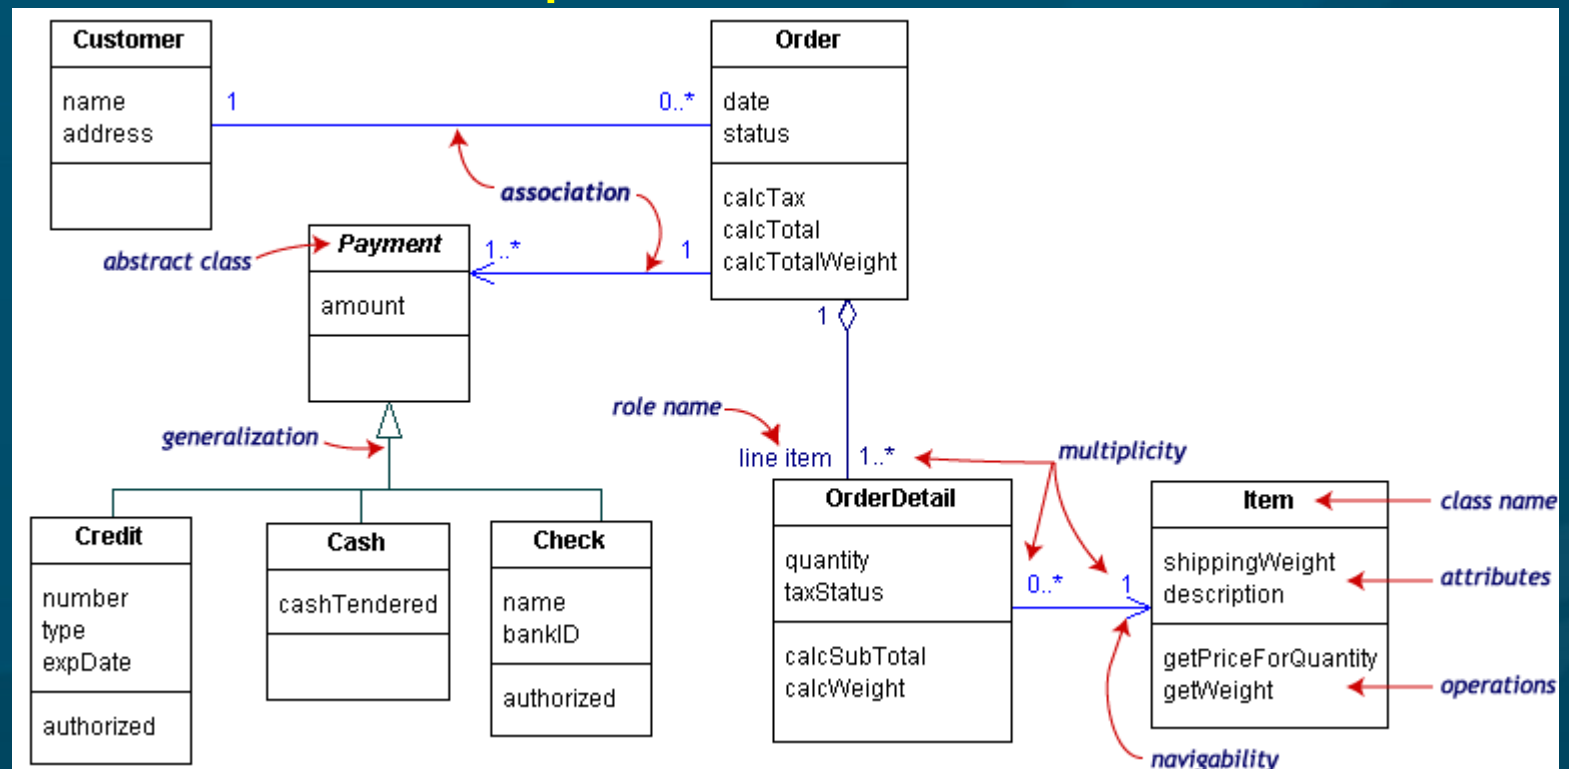 Customer
name
address
1
0..*
Order
date
status
calcTax
calcTotal
calcTotalWeight
association
abstract class
Payment
amount
1..*
1
1
generalization
role name
line item
1..*
multiplicity
Credit
number
type
expDate
authorized
Cash
cashTendered
Check
name
bankID
authorized
OrderDetail
quantity
taxStatus
calcSubTotal
calcWeight
0..*
1
Item
shippingWeight
description
getPriceForQuantity
getWeight
class name
attributes
operations
navigability